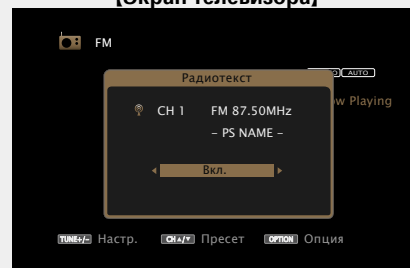 【Экран телевизора】
FM
Радиотекст
AUTO
CH 1 FM 87.50MHz
Playing
– PS NAME –
Вкл.
TUNE+/– Настр. CH ▲/▼ Пресет OPTION Опция